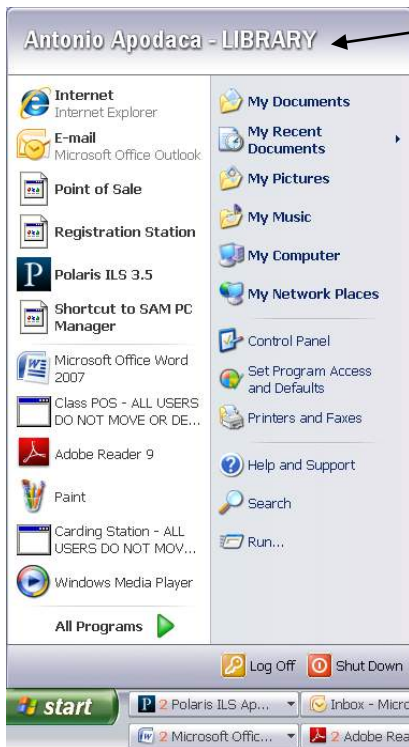 Antonio Apodaca - LIBRARY
Internet
Internet Explorer
E-mail
Microsoft Office Outlook
Point of Sale
Registration Station
Polaris ILS 3.5
Shortcut to SAM PC
Manager
Microsoft Office Word
2007
Class POS - ALL USERS
DO NOT MOVE OR DE...
Adobe Reader 9
Paint
Carding Station - ALL
USERS DO NOT MOV...
Windows Media Player
All Programs
My Documents
My Recent
Documents
My Pictures
My Music
My Computer
My Network Places
Control Panel
Set Program Access
and Defaults
Printers and Faxes
Help and Support
Search
Run...
Log Off
Shut Down
start
2 Polaris ILS Ap...
Inbox - Micro
2 Microsoft Offic...
2 Adobe Rea